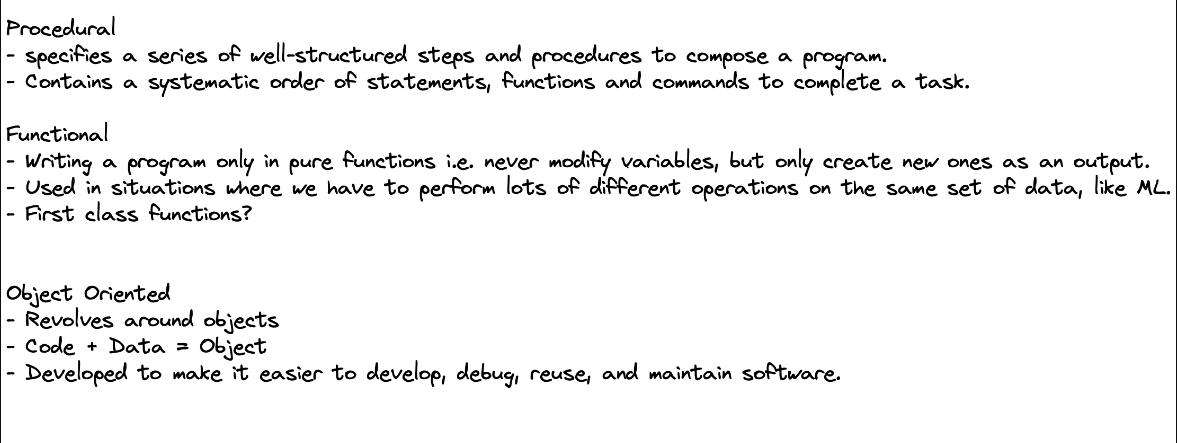 Procedural
- specifies a series of well-structured steps and procedures to compose a program.
- Contains a systematic order of statements, functions and commands to complete a task.
Functional
- Writing a program only in pure functions i.e. never modify variables, but only create new ones as an output.
- Used in situations where we have to perform lots of different operations on the same set of data, like ML.
- First class functions?
Object Oriented
- Revolves around objects
- Code + Data = Object
- Developed to make it easier to develop, debug, reuse, and maintain software.